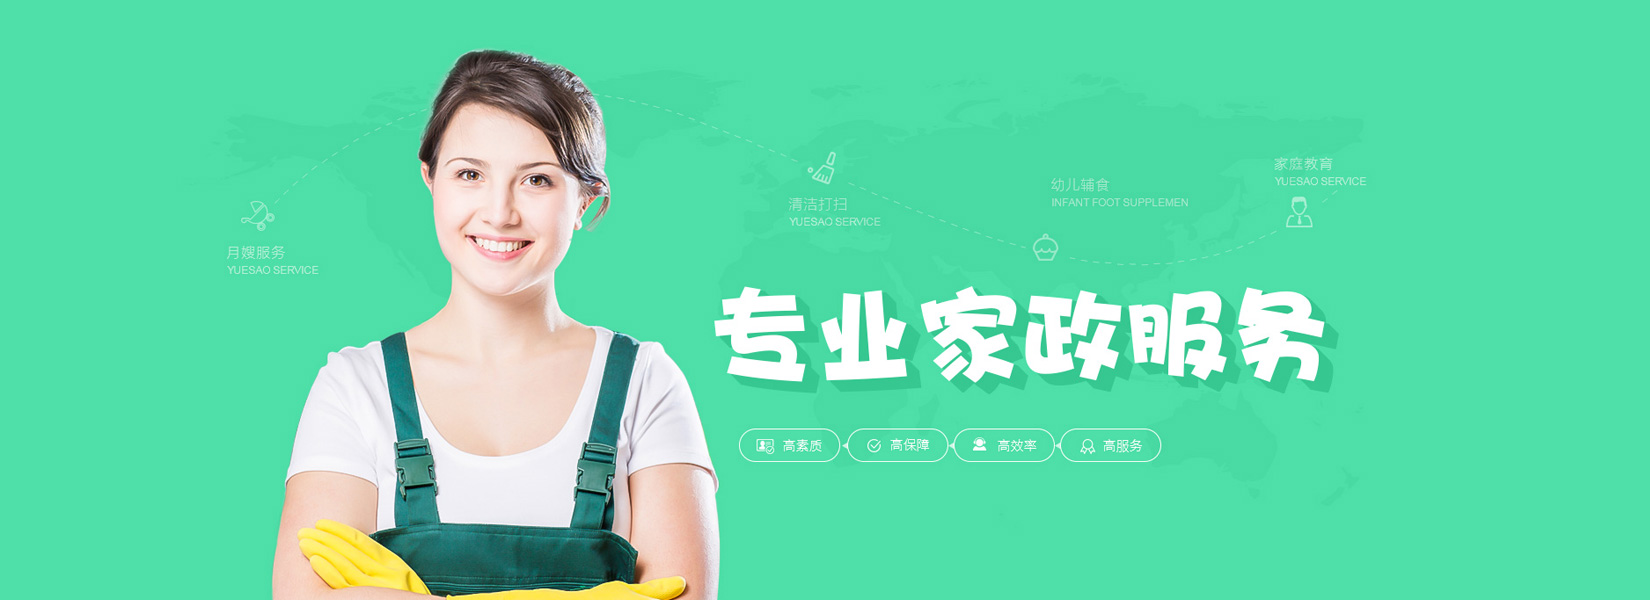 家庭教育
YUESAO SERVICE
幼儿辅食
INFANT FOOT SUPPLEMEN
清洁打扫
YUESAO SERVICE
月嫂服务
YUESAO SERVICE
专业家政服务
高素质
高保障
高效率
高服务